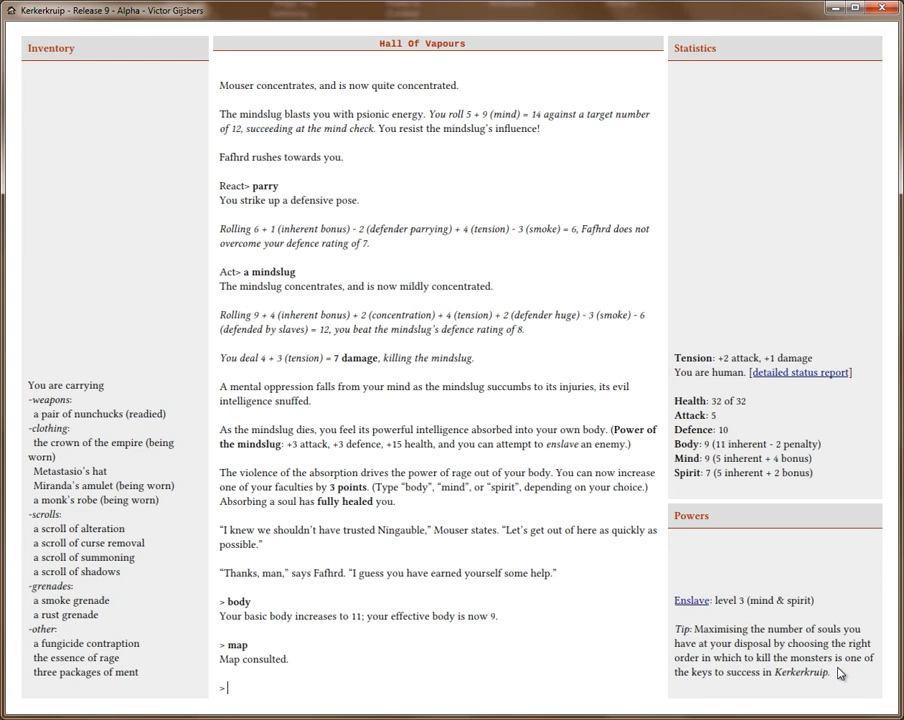 Kerkerkruip - Release 9 - Alpha - Victor Gijsbers
Inventory
You are carrying
-weapons:
a pair of nunchucks (readied)
-clothing:
the crown of the empire (being
worn)
Metastasio's hat
Miranda's amulet (being worn)
a monk's robe (being worn)
-scrolls:
a scroll of alteration
a scroll of curse removal
a scroll of summoning
a scroll of shadows
-grenades:
a smoke grenade
a rust grenade
-other:
a fungicide contraption
the essence of rage
three packages of ment
Hall Of Vapours
Mouser concentrates, and is now quite concentrated.
The mindslug blasts you with psionic energy. You roll 5 + 9 (mind) = 14 against a target number
of 12, succeeding at the mind check. You resist the mindslug's influence!
Fafhrd rushes towards you.
React> parry
You strike up a defensive pose.
Rolling 6 + 1 (inherent bonus) - 2 (defender parrying) + 4 (tension) - 3 (smoke) = 6, Fafhrd does not
overcome your defence rating of 7.
Act> a mindslug
The mindslug concentrates, and is now mildly concentrated.
Rolling 9 + 4 (inherent bonus) + 2 (concentration) + 4 (tension) + 2 (defender huge) - 3 (smoke) - 6
(defended by slaves) = 12, you beat the mindslug's defence rating of 8.
You deal 4 + 3 (tension) = 7 damage, killing the mindslug.
A mental oppression falls from your mind as the mindslug succumbs to its injuries, its evil
intelligence snuffed.
As the mindslug dies, you feel its powerful intelligence absorbed into your own body. (Power of
the mindslug: +3 attack, +3 defence, +15 health, and you can attempt to enslave an enemy.)
The violence of the absorption drives the power of rage out of your body. You can now increase
one of your faculties by 3 points. (Type "body", "mind", or "spirit", depending on your choice.)
Absorbing a soul has fully healed you.
"I knew we shouldn't have trusted Ningauble," Mouser states. "Let's get out of here as quickly as
possible."
"Thanks, man," says Fafhrd. "I guess you have earned yourself some help."
> body
Your basic body increases to 11; your effective body is now 9.
> map
Map consulted.
>
Statistics
Tension: +2 attack, +1 damage
You are human. [detailed status report]
Health: 32 of 32
Attack: 5
Defence: 10
Body: 9 (11 inherent - 2 penalty)
Mind: 9 (5 inherent + 4 bonus)
Spirit: 7 (5 inherent + 2 bonus)
Powers
Enslave: level 3 (mind & spirit)
Tip: Maximising the number of souls you
have at your disposal by choosing the right
order in which to kill the monsters is one of
the keys to success in Kerkerkruip.